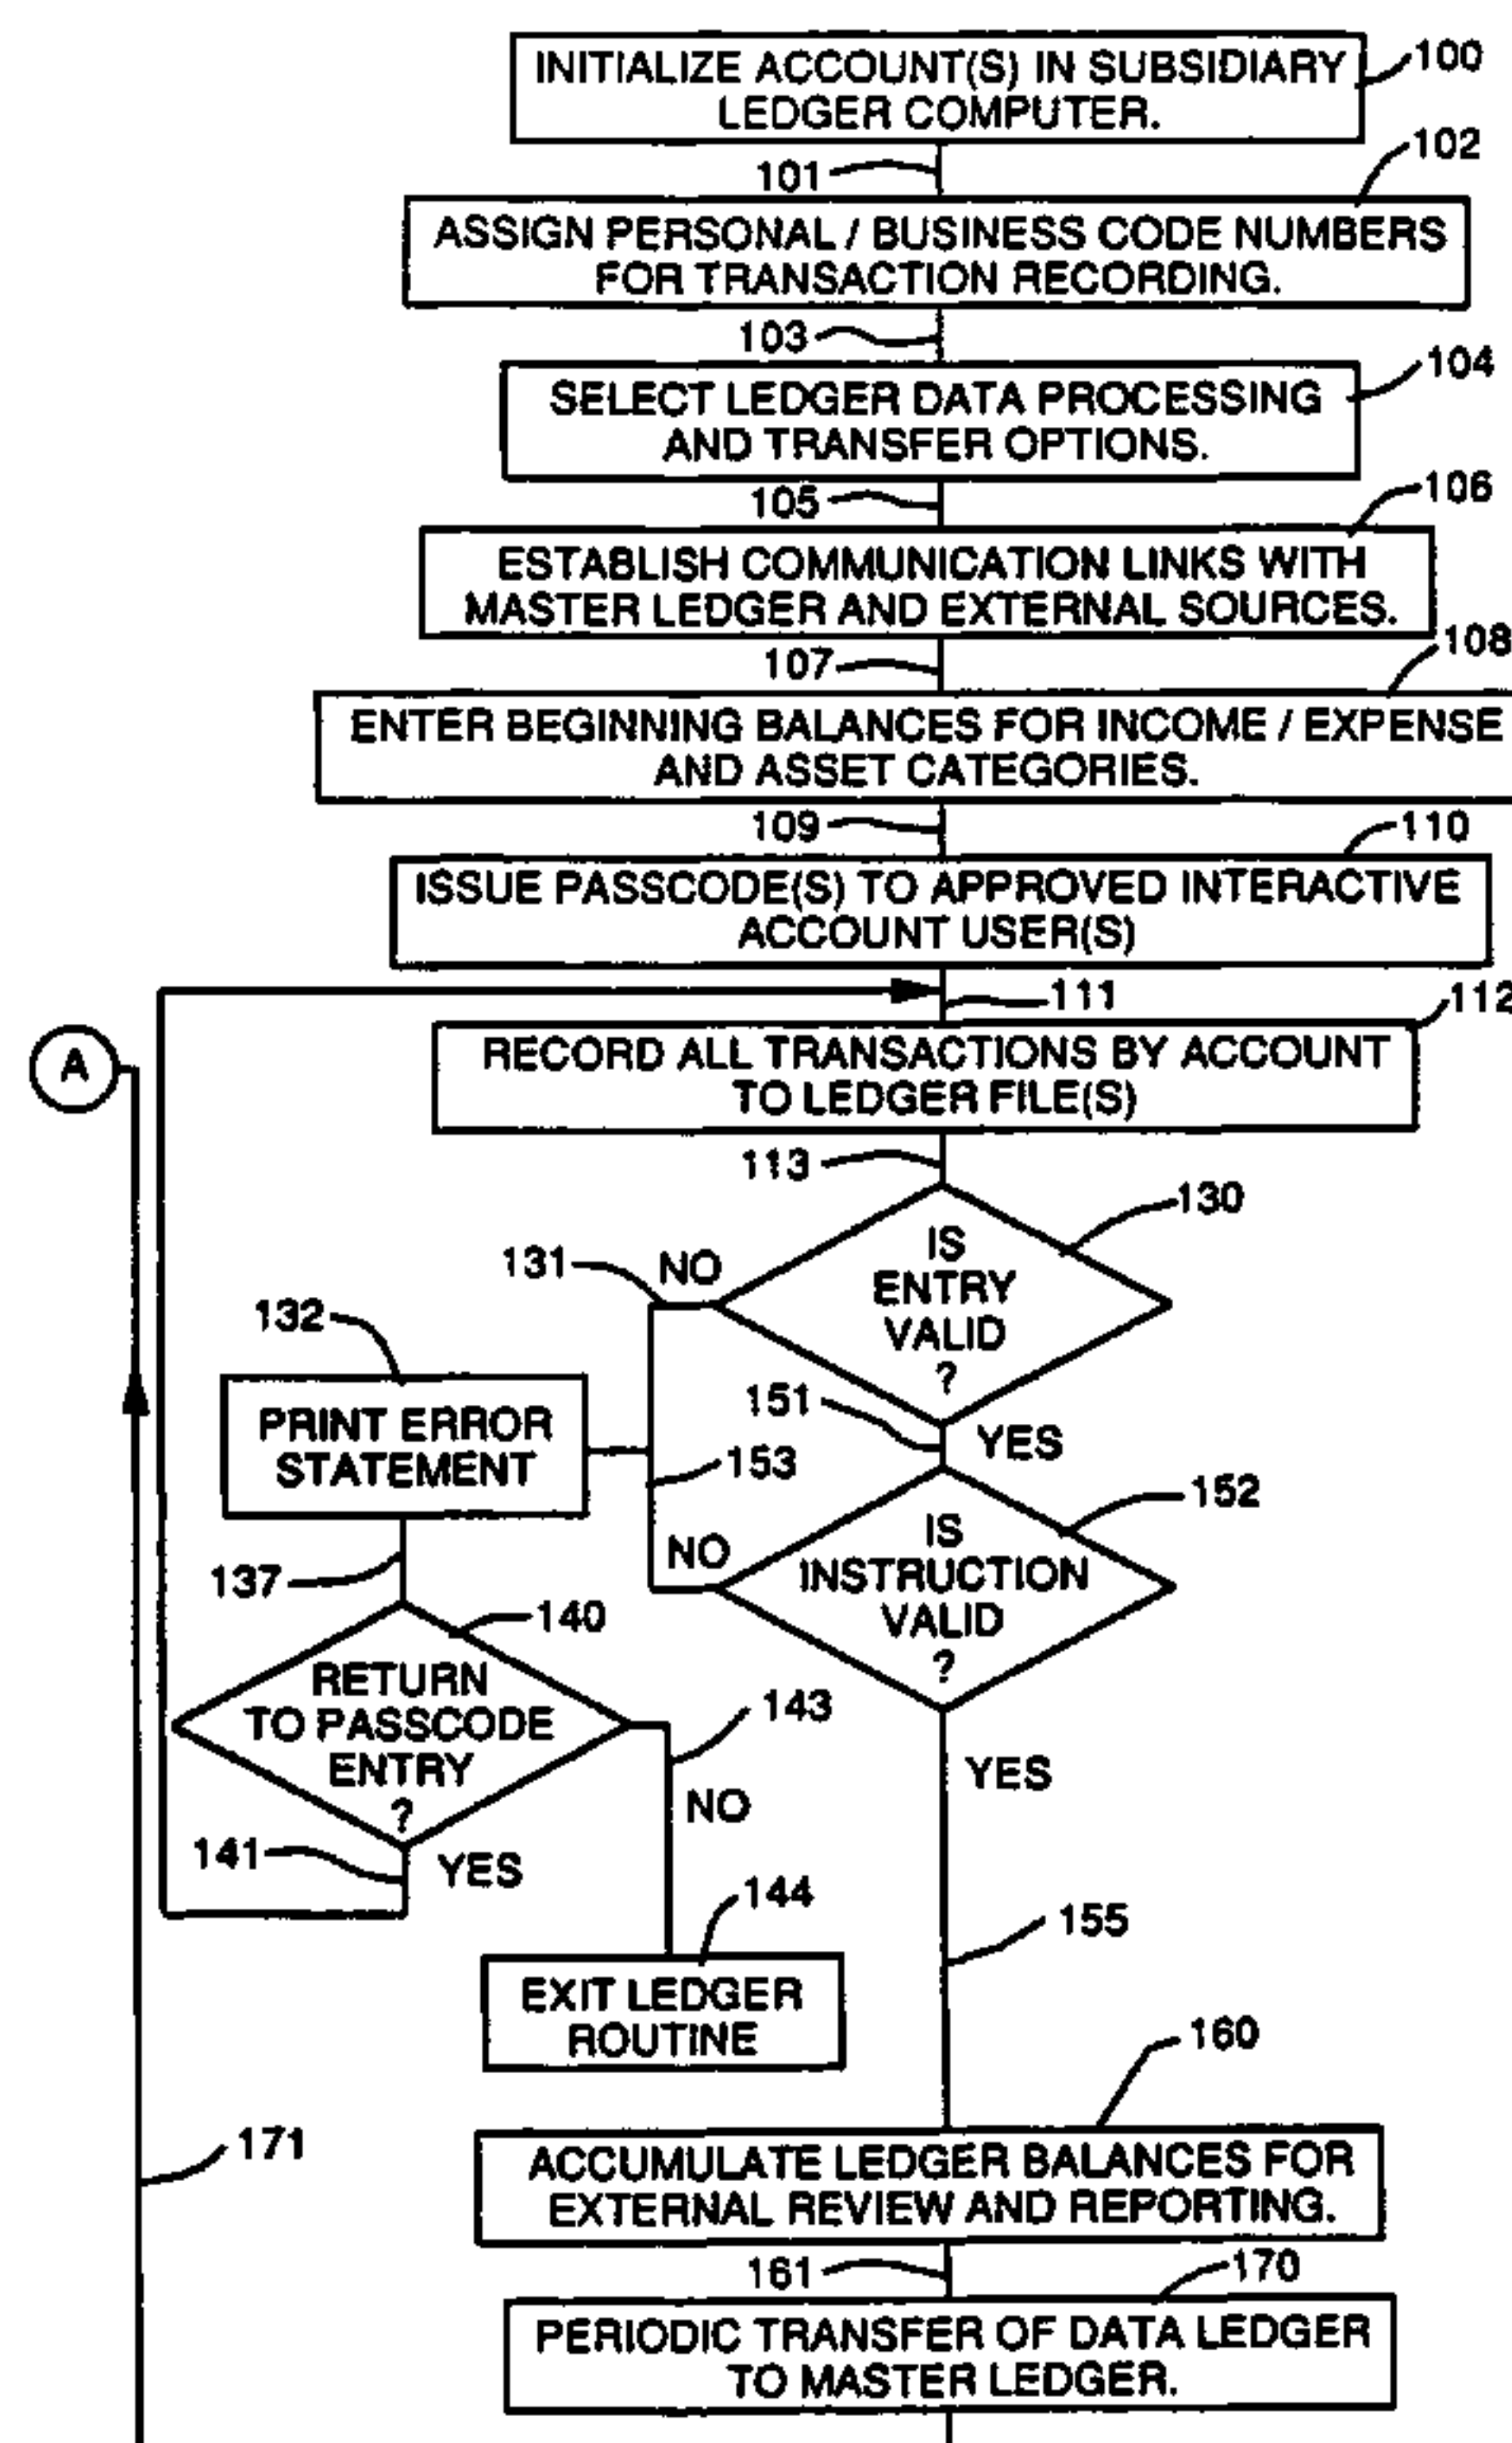 INITIALIZE ACCOUNT(S) IN SUBSIDIARY
LEDGER COMPUTER.
100
101
102
ASSIGN PERSONAL / BUSINESS CODE NUMBERS
FOR TRANSACTION RECORDING.
103
104
SELECT LEDGER DATA PROCESSING
AND TRANSFER OPTIONS.
105
106
ESTABLISH COMMUNICATION LINKS WITH
MASTER LEDGER AND EXTERNAL SOURCES.
107
108
ENTER BEGINNING BALANCES FOR INCOME / EXPENSE
AND ASSET CATEGORIES.
109
110
ISSUE PASSCODE(S) TO APPROVED INTERACTIVE
ACCOUNT USER(S)
111
112
A
RECORD ALL TRANSACTIONS BY ACCOUNT
TO LEDGER FILE(S)
113
130
IS
ENTRY
VALID
?
131
NO
132
PRINT ERROR
STATEMENT
151
YES
153
152
IS
INSTRUCTION
VALID
?
NO
137
140
RETURN
TO PASSCODE
ENTRY
?
143
NO
YES
141
YES
144
EXIT LEDGER
ROUTINE
155
160
171
ACCUMULATE LEDGER BALANCES FOR
EXTERNAL REVIEW AND REPORTING.
161
170
PERIODIC TRANSFER OF DATA LEDGER
TO MASTER LEDGER.